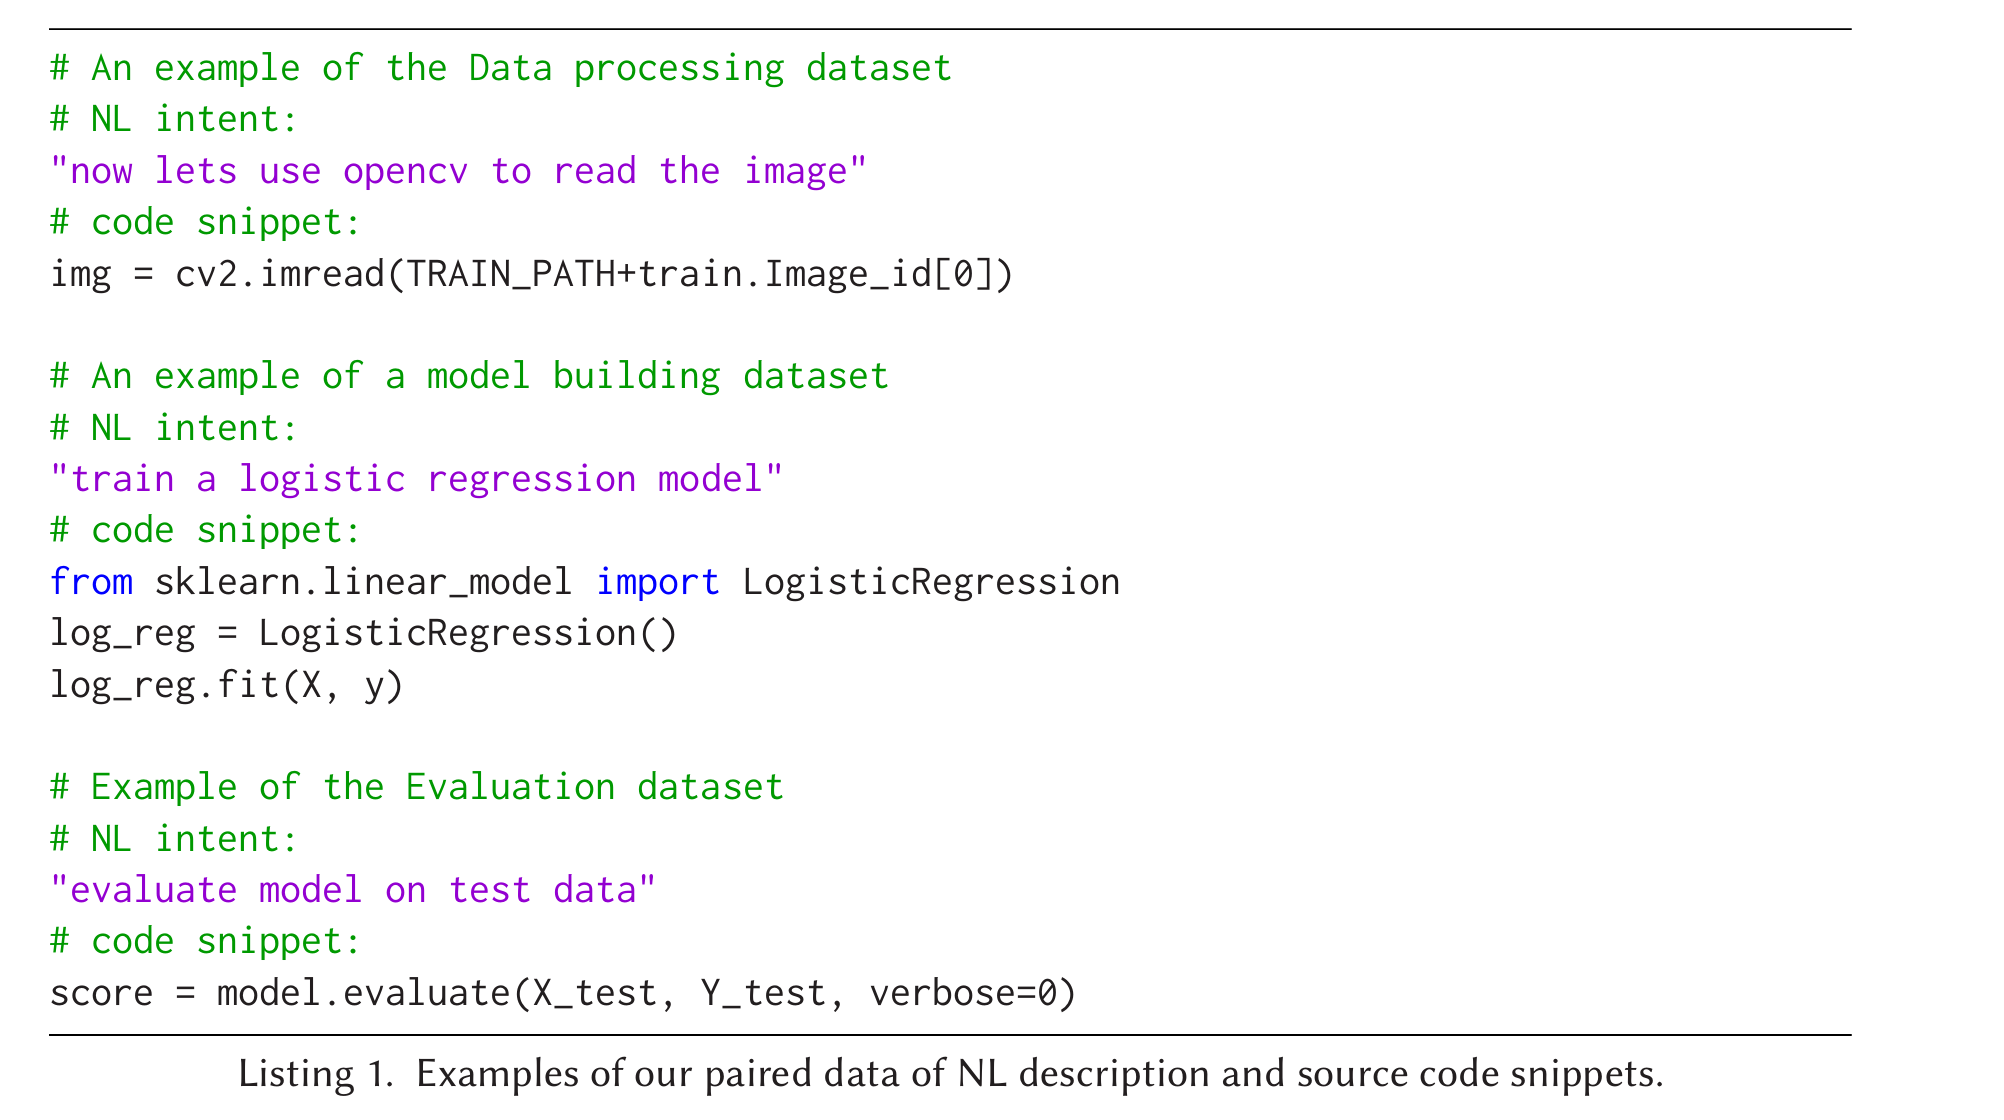 # An example of the Data processing dataset
# NL intent:
"now lets use opencv to read the image"
# code snippet:
img = cv2.imread(TRAIN_PATH+train.Image_id[0])
# An example of a model building dataset
# NL intent:
"train a logistic regression model"
# code snippet:
from sklearn.linear_model import LogisticRegression
log_reg = LogisticRegression()
log_reg.fit(X, y)
# Example of the Evaluation dataset
# NL intent:
"evaluate model on test data"
# code snippet:
score = model.evaluate(X_test, Y_test, verbose=0)
Listing 1. Examples of our paired data of NL description and source code snippets.